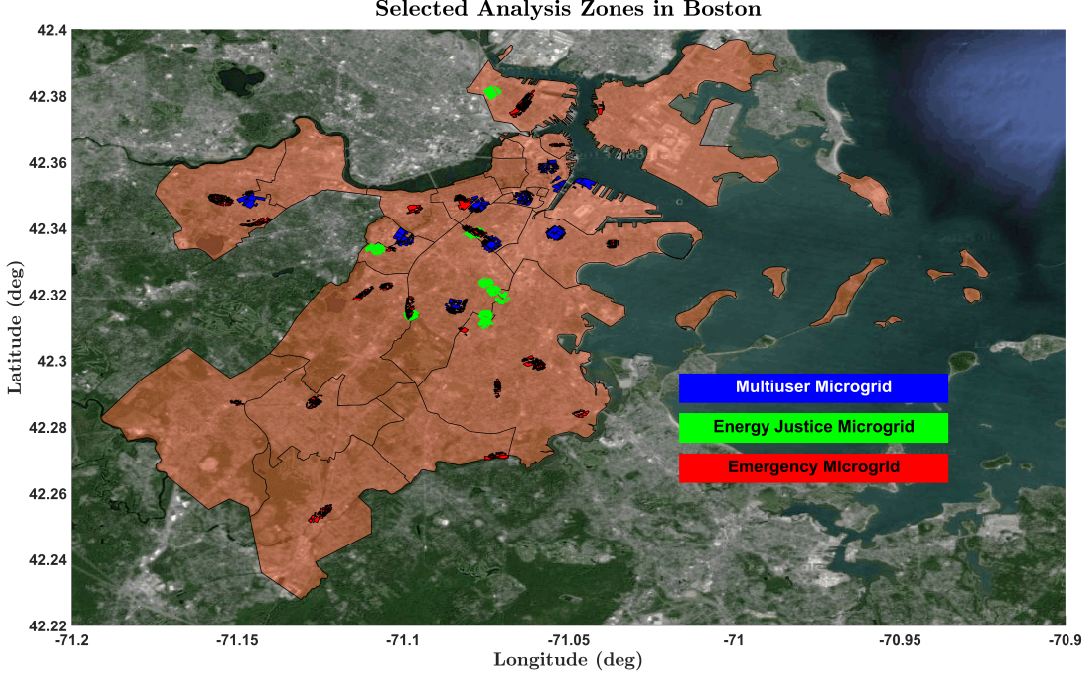 Selected Analysis Zones in Boston
42.4
42.38
42.36
42.34
42.32
42.3
42.28
42.26
42.24
42.22
Latitude (deg)
Multiuser Microgrid
Energy Justice Microgrid
Emergency Microgrid
-71.2
-71.15
-71.1
-71.05
-71
-70.95
-70.9
Longitude (deg)